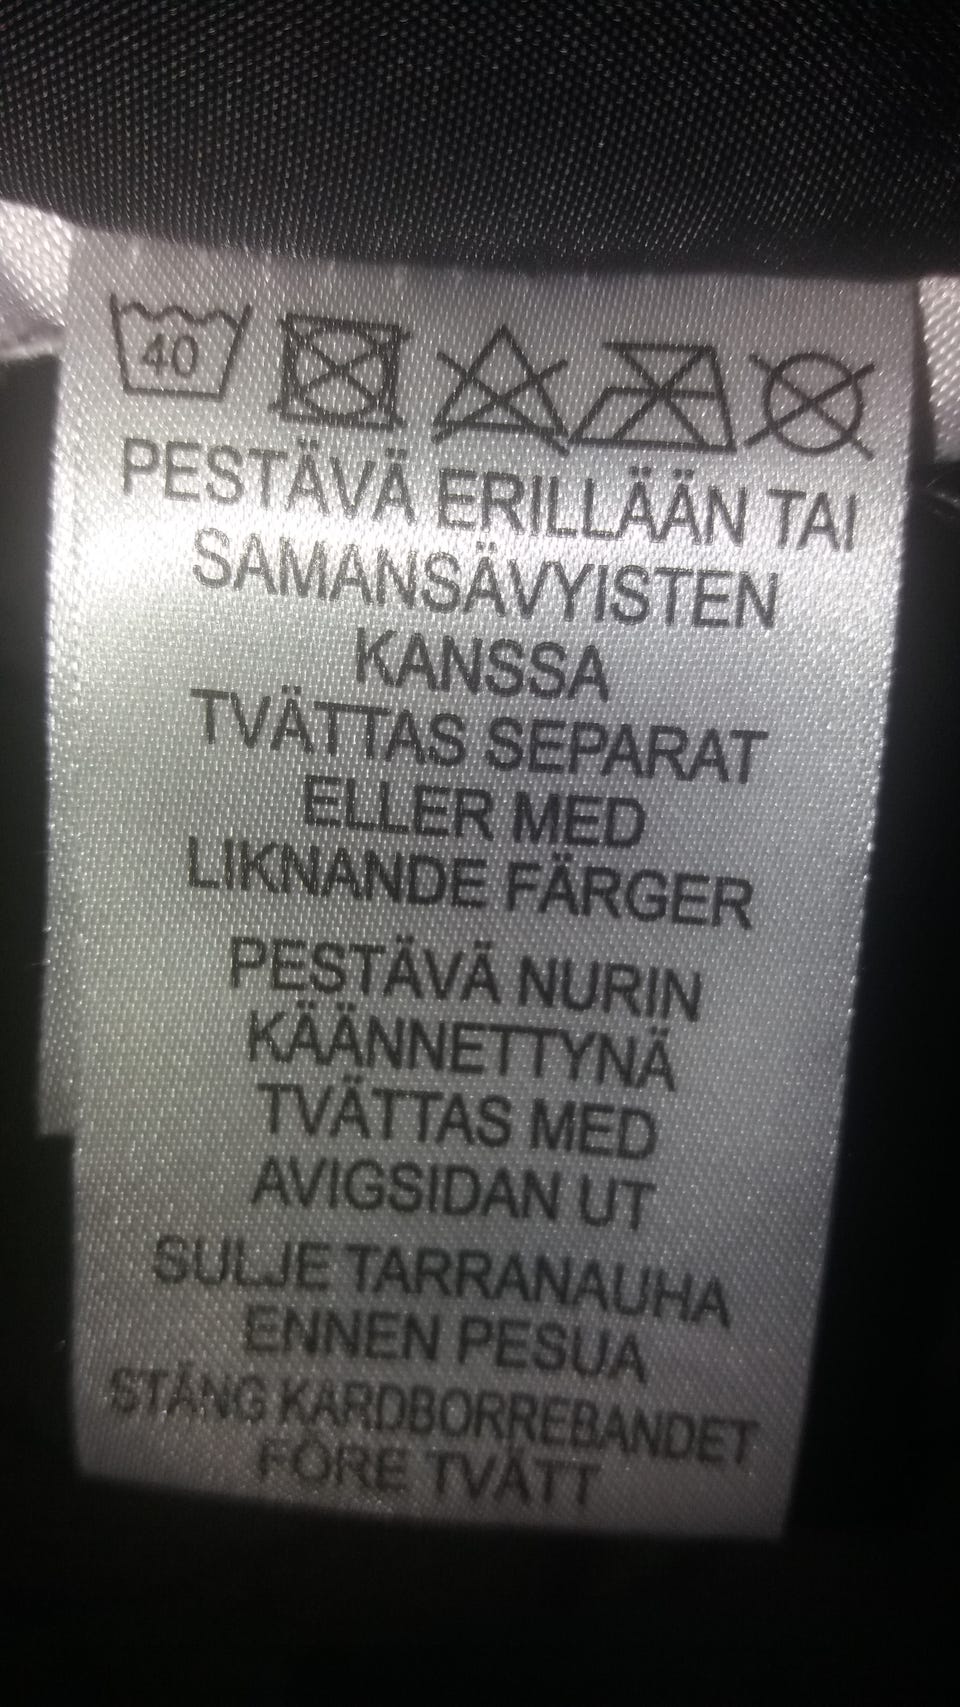 40
PESTÄVÄ ERILLÄÄN TAI
SAMANSÄVYISTEN
KANSSA
TVÄTTAS SEPARAT
ELLER MED
LIKNANDE FÄRGER
PESTÄVÄ NURIN
KÄÄNNETTYNÄ
TVÄTTAS MED
AVIGSIDAN UT
SULJE TARRANAUHA
ENNEN PESUA
STÄNG KARDBORREBANDET
FÖRE TVÄTT